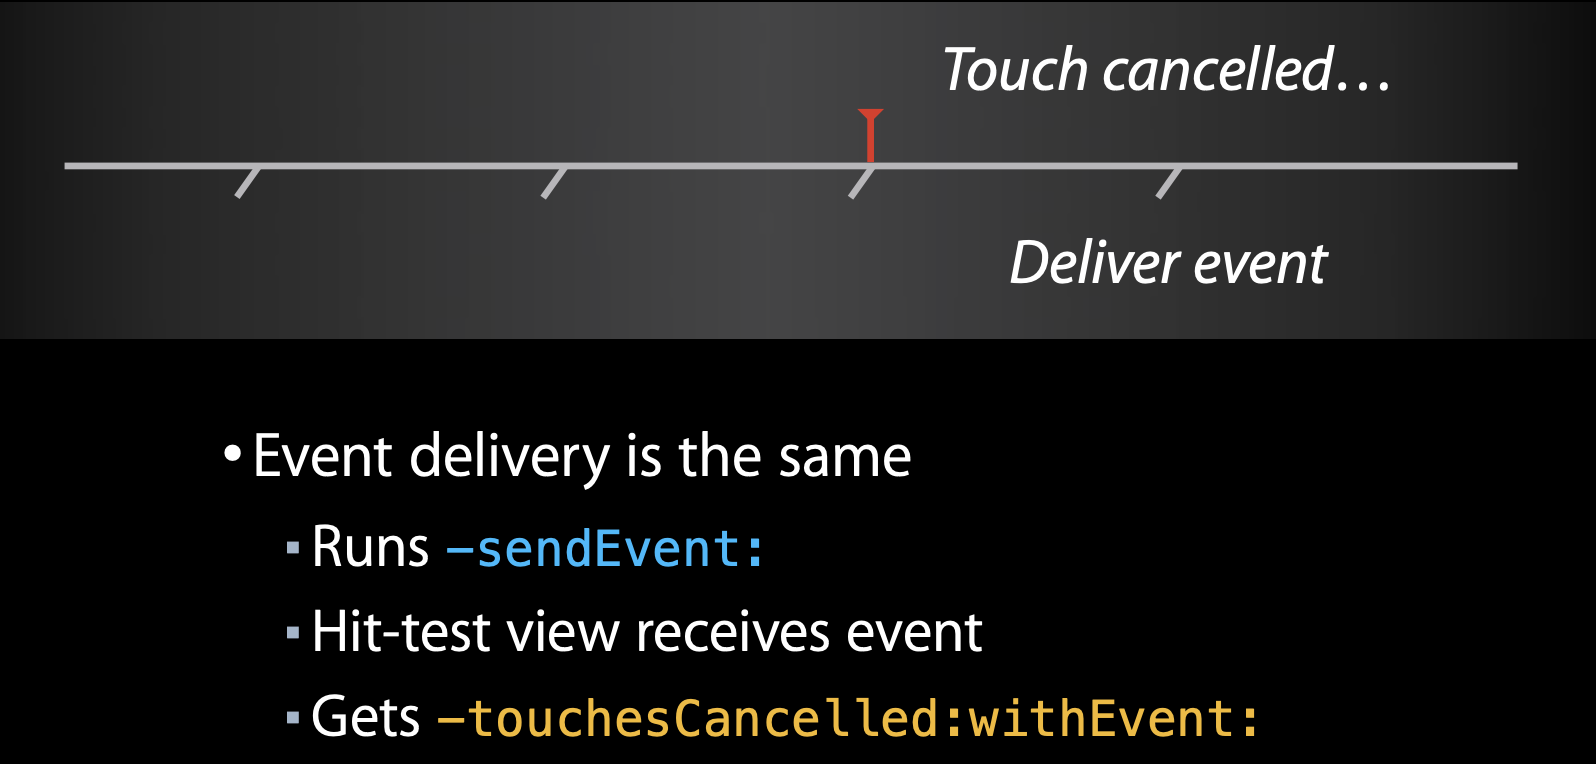 Touch cancelled…
Deliver event
• Event delivery is the same
▪ Runs -sendEvent:
▪ Hit-test view receives event
▪ Gets -touchesCancelled:withEvent: